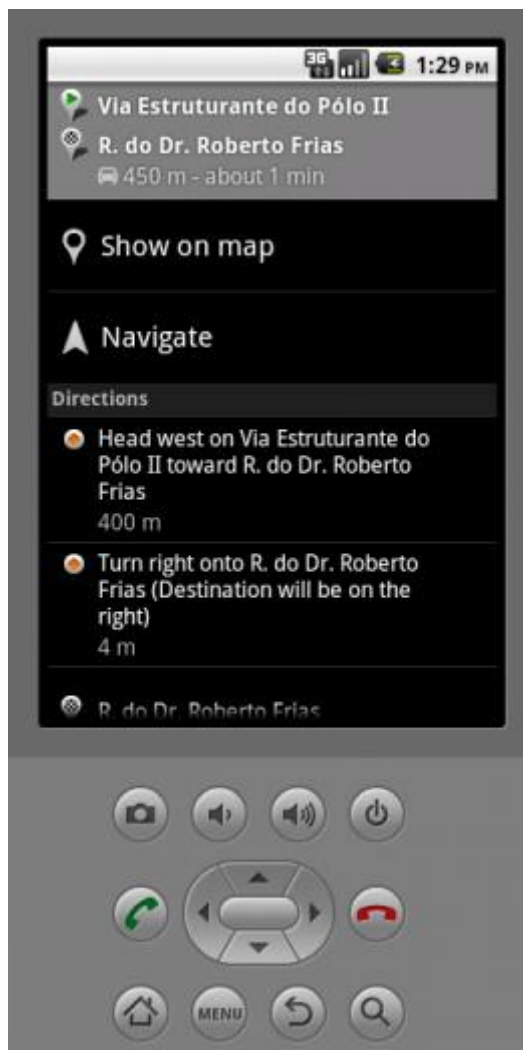 3G
1:29 PM
Via Estruturante do Pólo II
R. do Dr. Roberto Frias
450 m - about 1 min
Show on map
Navigate
Directions
Head west on Via Estruturante do
Pólo II toward R. do Dr. Roberto
Frias
400 m
Turn right onto R. do Dr. Roberto
Frias (Destination will be on the
right)
4 m
R. do Dr. Roberto Frias
MENU